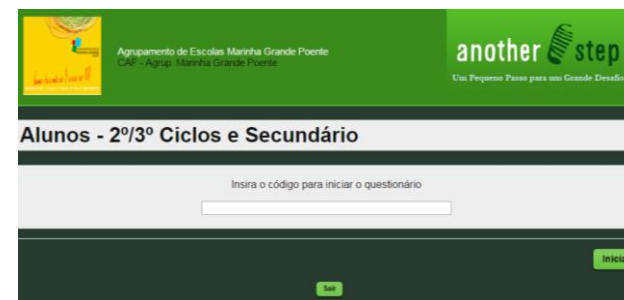 Agrupamento de Escolas Marinha Grande Poente
CAF - Agrup. Marinha Grande Poente
another step
Um Pequeno Passo para um Grande Desafio
Alunos - 2º/3º Ciclos e Secundário
Insira o código para iniciar o questionário
Inicia
Sair